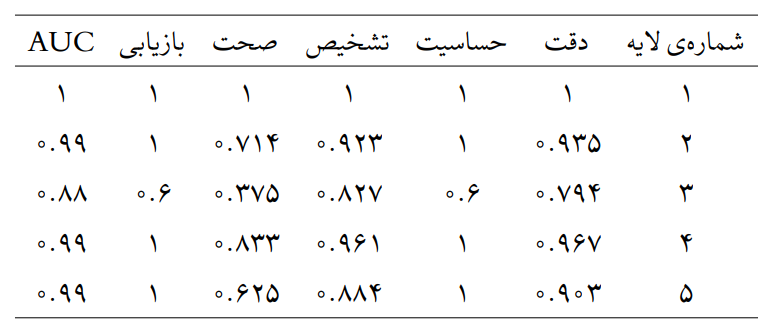 شماره‌ی لایه دقت حساسیت تشخیص صحت بازیابی AUC
۱ ۱ ۱ ۱ ۱ ۱ ۱
۲ ۰.۹۳۵ ۱ ۰.۹۲۳ ۰.۷۱۴ ۱ ۰.۹۹
۳ ۰.۷۹۴ ۰.۶ ۰.۸۲۷ ۰.۳۷۵ ۰.۶ ۰.۸۸
۴ ۰.۹۶۷ ۱ ۰.۹۶۱ ۰.۸۳۳ ۱ ۰.۹۹
۵ ۰.۹۰۳ ۱ ۰.۸۸۴ ۰.۶۲۵ ۱ ۰.۹۹